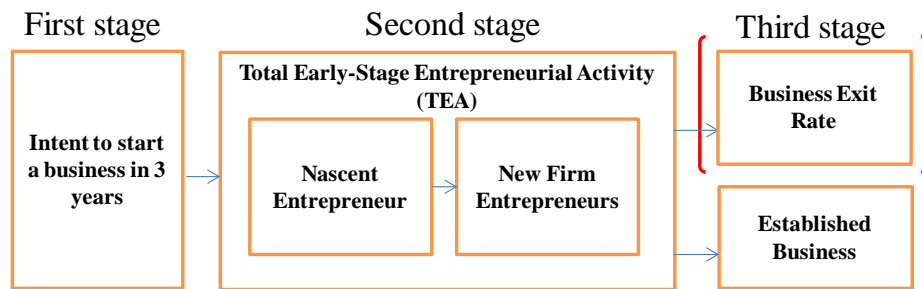 First stage
Second stage
Third stage
Intent to start
a business in 3
years
Total Early-Stage Entrepreneurial Activity
(TEA)
Nascent
Entrepreneur
New Firm
Entrepreneurs
Business Exit
Rate
Established
Business